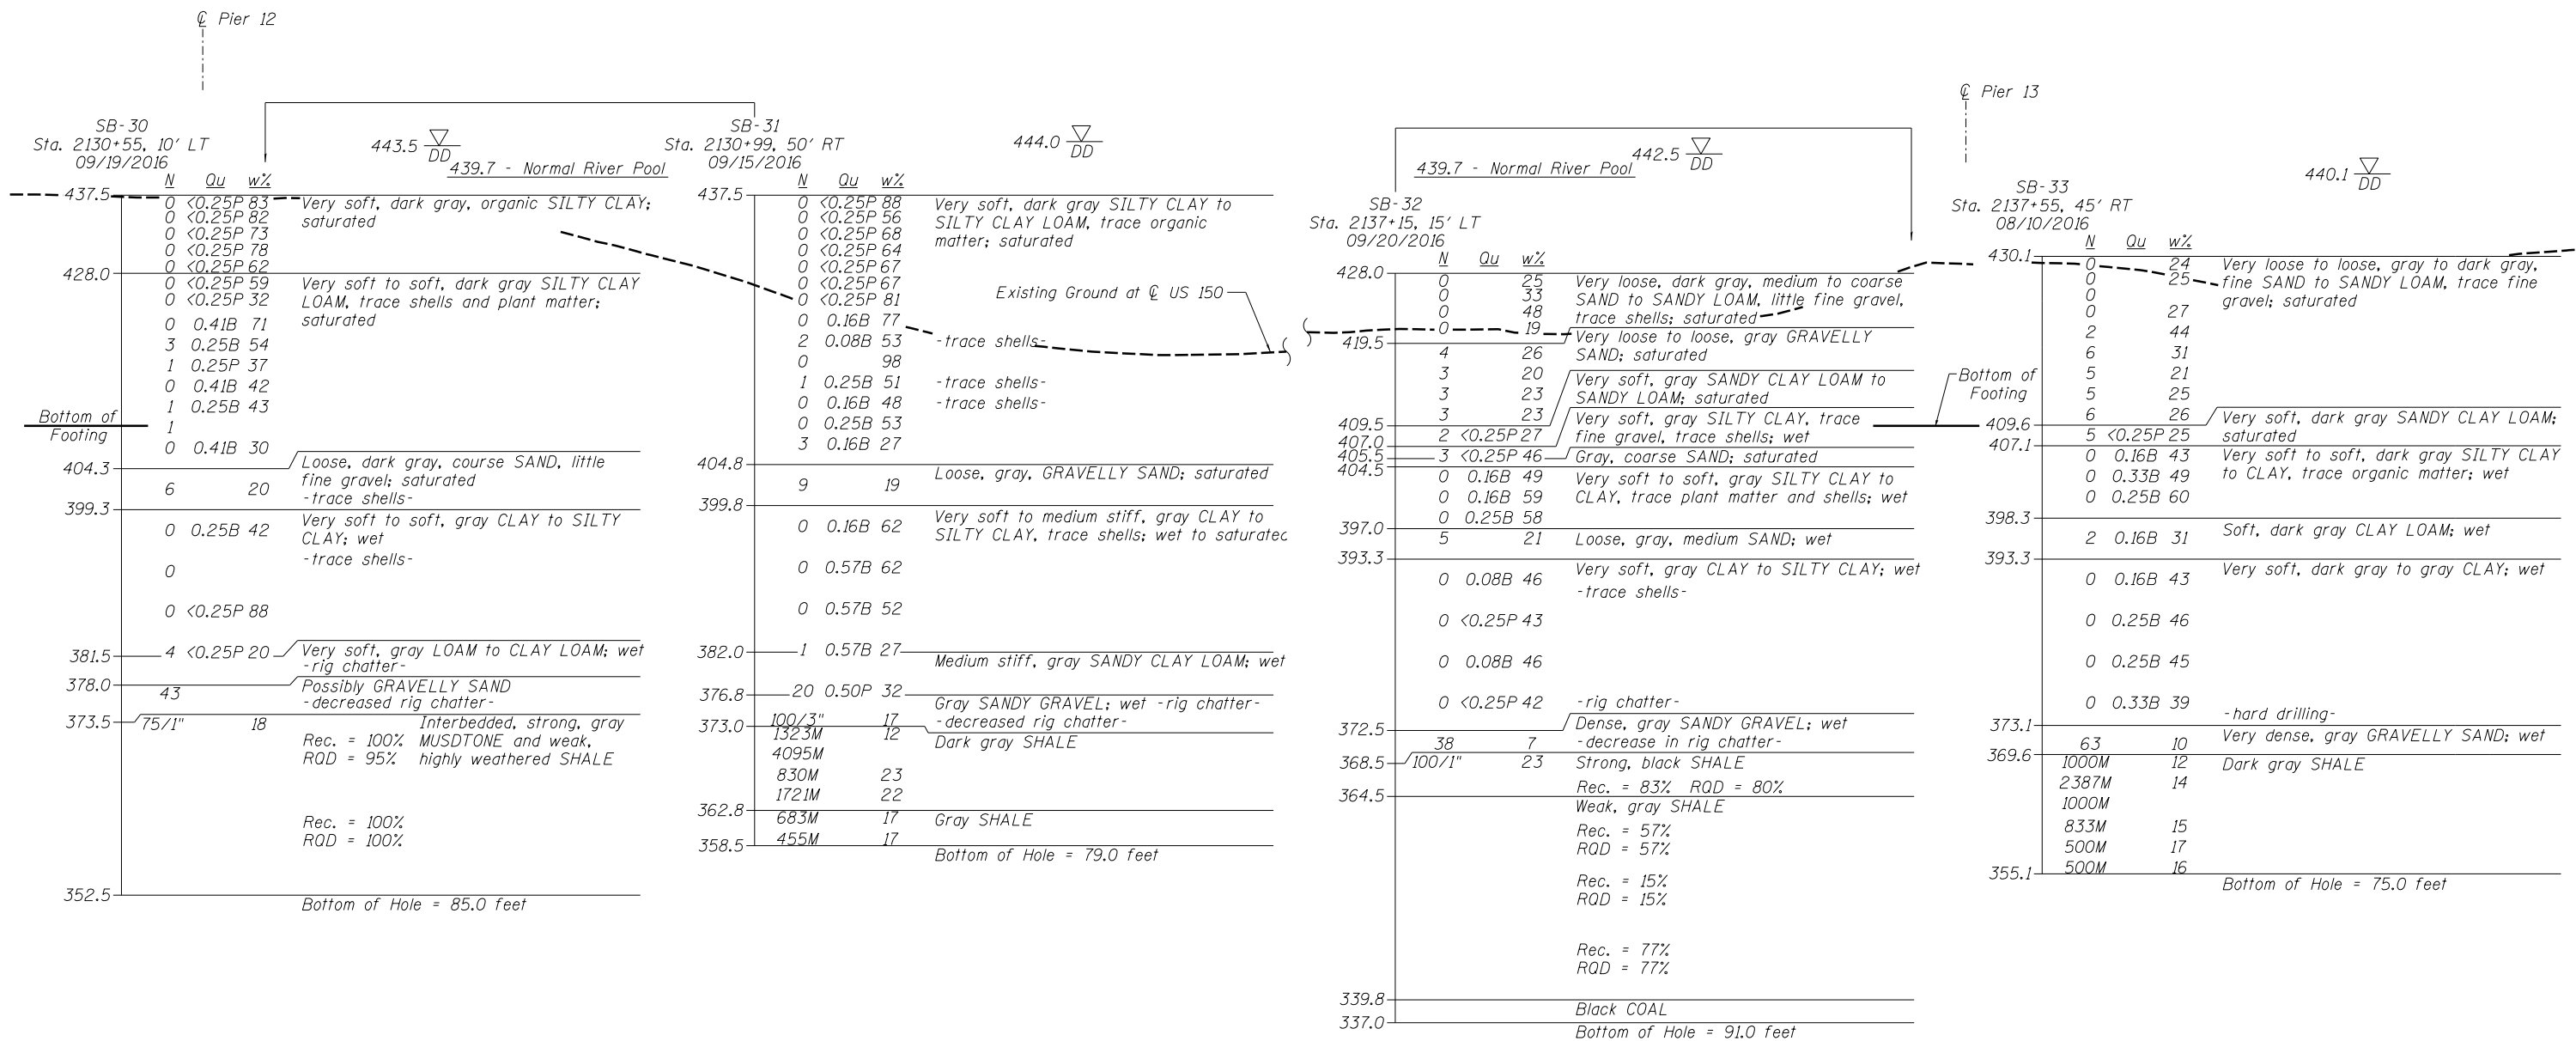 ℄ Pier 12
SB-30
Sta. 2130+55, 10' LT
09/19/2016
443.5 DD
439.7 - Normal River Pool
N Qu w%
437.5
0 <0.25P 83 Very soft, dark gray, organic SILTY CLAY;
0 <0.25P 82 saturated
0 <0.25P 73
0 <0.25P 78
0 <0.25P 62
428.0
0 <0.25P 59 Very soft to soft, dark gray SILTY CLAY
0 <0.25P 32 LOAM, trace shells and plant matter;
saturated
0 0.41B 71
3 0.25B 54
1 0.25P 37
0 0.41B 42
1 0.25B 43
Bottom of
Footing
1
0 0.41B 30
404.3 Loose, dark gray, course SAND, little
fine gravel; saturated
6 20 -trace shells-
399.3
Very soft to soft, gray CLAY to SILTY
0 0.25B 42 CLAY; wet
-trace shells-
0
0 <0.25P 88
381.5 4 <0.25P 20 Very soft, gray LOAM to CLAY LOAM; wet
-rig chatter-
378.0 Possibly GRAVELLY SAND
43 -decreased rig chatter-
373.5 75/1" 18 Interbedded, strong, gray
Rec. = 100% MUSDTONE and weak,
RQD = 95% highly weathered SHALE
Rec. = 100%
RQD = 100%
352.5
Bottom of Hole = 85.0 feet
SB-31
Sta. 2130+99, 50' RT
09/15/2016
444.0 DD
N Qu w%
437.5
0 <0.25P 88 Very soft, dark gray SILTY CLAY to
0 <0.25P 56 SILTY CLAY LOAM, trace organic
0 <0.25P 68 matter; saturated
0 <0.25P 64
0 <0.25P 67
0 <0.25P 67
0 <0.25P 81
Existing Ground at ℄ US 150
0 0.16B 77
2 0.08B 53 -trace shells-
0 98
1 0.25B 51 -trace shells-
0 0.16B 48 -trace shells-
0 0.25B 53
3 0.16B 27
404.8
Loose, gray, GRAVELLY SAND; saturated
9 19
399.8
Very soft to medium stiff, gray CLAY to
0 0.16B 62 SILTY CLAY, trace shells; wet to saturated
0 0.57B 62
0 0.57B 52
382.0 1 0.57B 27
Medium stiff, gray SANDY CLAY LOAM; wet
376.8 20 0.50P 32
Gray SANDY GRAVEL; wet -rig chatter-
100/3" 17 -decreased rig chatter-
373.0
1323M 12 Dark gray SHALE
4095M
830M 23
1721M 22
362.8
683M 17 Gray SHALE
455M 17
358.5
Bottom of Hole = 79.0 feet
439.7 - Normal River Pool
442.5 DD
SB-32
Sta. 2137+15, 15' LT
09/20/2016
N Qu w%
428.0
0 25 Very loose, dark gray, medium to coarse
0 33 SAND to SANDY LOAM, little fine gravel,
0 48 trace shells; saturated
0 19 Very loose to loose, gray GRAVELLY
419.5
4 26 SAND; saturated
3 20 Very soft, gray SANDY CLAY LOAM to
3 23 SANDY LOAM; saturated
3 23 Very soft, gray SILTY CLAY, trace
409.5
2 <0.25P 27 fine gravel, trace shells; wet
407.0
3 <0.25P 46 Gray, coarse SAND; saturated
405.5
404.5
0 0.16B 49 Very soft to soft, gray SILTY CLAY to
0 0.16B 59 CLAY, trace plant matter and shells; wet
0 0.25B 58
397.0
5 21 Loose, gray, medium SAND; wet
393.3
Very soft, gray CLAY to SILTY CLAY; wet
0 0.08B 46 -trace shells-
0 <0.25P 43
0 0.08B 46
0 <0.25P 42 -rig chatter-
372.5 Dense, gray SANDY GRAVEL; wet
38 7 -decrease in rig chatter-
368.5 100/1" 23 Strong, black SHALE
Rec. = 83% RQD = 80%
364.5
Weak, gray SHALE
Rec. = 57%
RQD = 57%
Rec. = 15%
RQD = 15%
Rec. = 77%
RQD = 77%
339.8
Black COAL
337.0
Bottom of Hole = 91.0 feet
℄ Pier 13
SB-33
Sta. 2137+55, 45' RT
08/10/2016
440.1 DD
N Qu w%
430.1
0 24 Very loose to loose, gray to dark gray,
0 25 fine SAND to SANDY LOAM, trace fine
0 gravel; saturated
0 27
2 44
6 31
5 21
Bottom of
Footing
5 25
6 26 Very soft, dark gray SANDY CLAY LOAM;
409.6
5 <0.25P 25 saturated
407.1
0 0.16B 43 Very soft to soft, dark gray SILTY CLAY
0 0.33B 49 to CLAY, trace organic matter; wet
0 0.25B 60
398.3
2 0.16B 31 Soft, dark gray CLAY LOAM; wet
393.3
0 0.16B 43 Very soft, dark gray to gray CLAY; wet
0 0.25B 46
0 0.25B 45
0 0.33B 39
-hard drilling-
373.1
63 10 Very dense, gray GRAVELLY SAND; wet
369.6
1000M 12 Dark gray SHALE
2387M 14
1000M
833M 15
500M 17
500M 16
355.1
Bottom of Hole = 75.0 feet